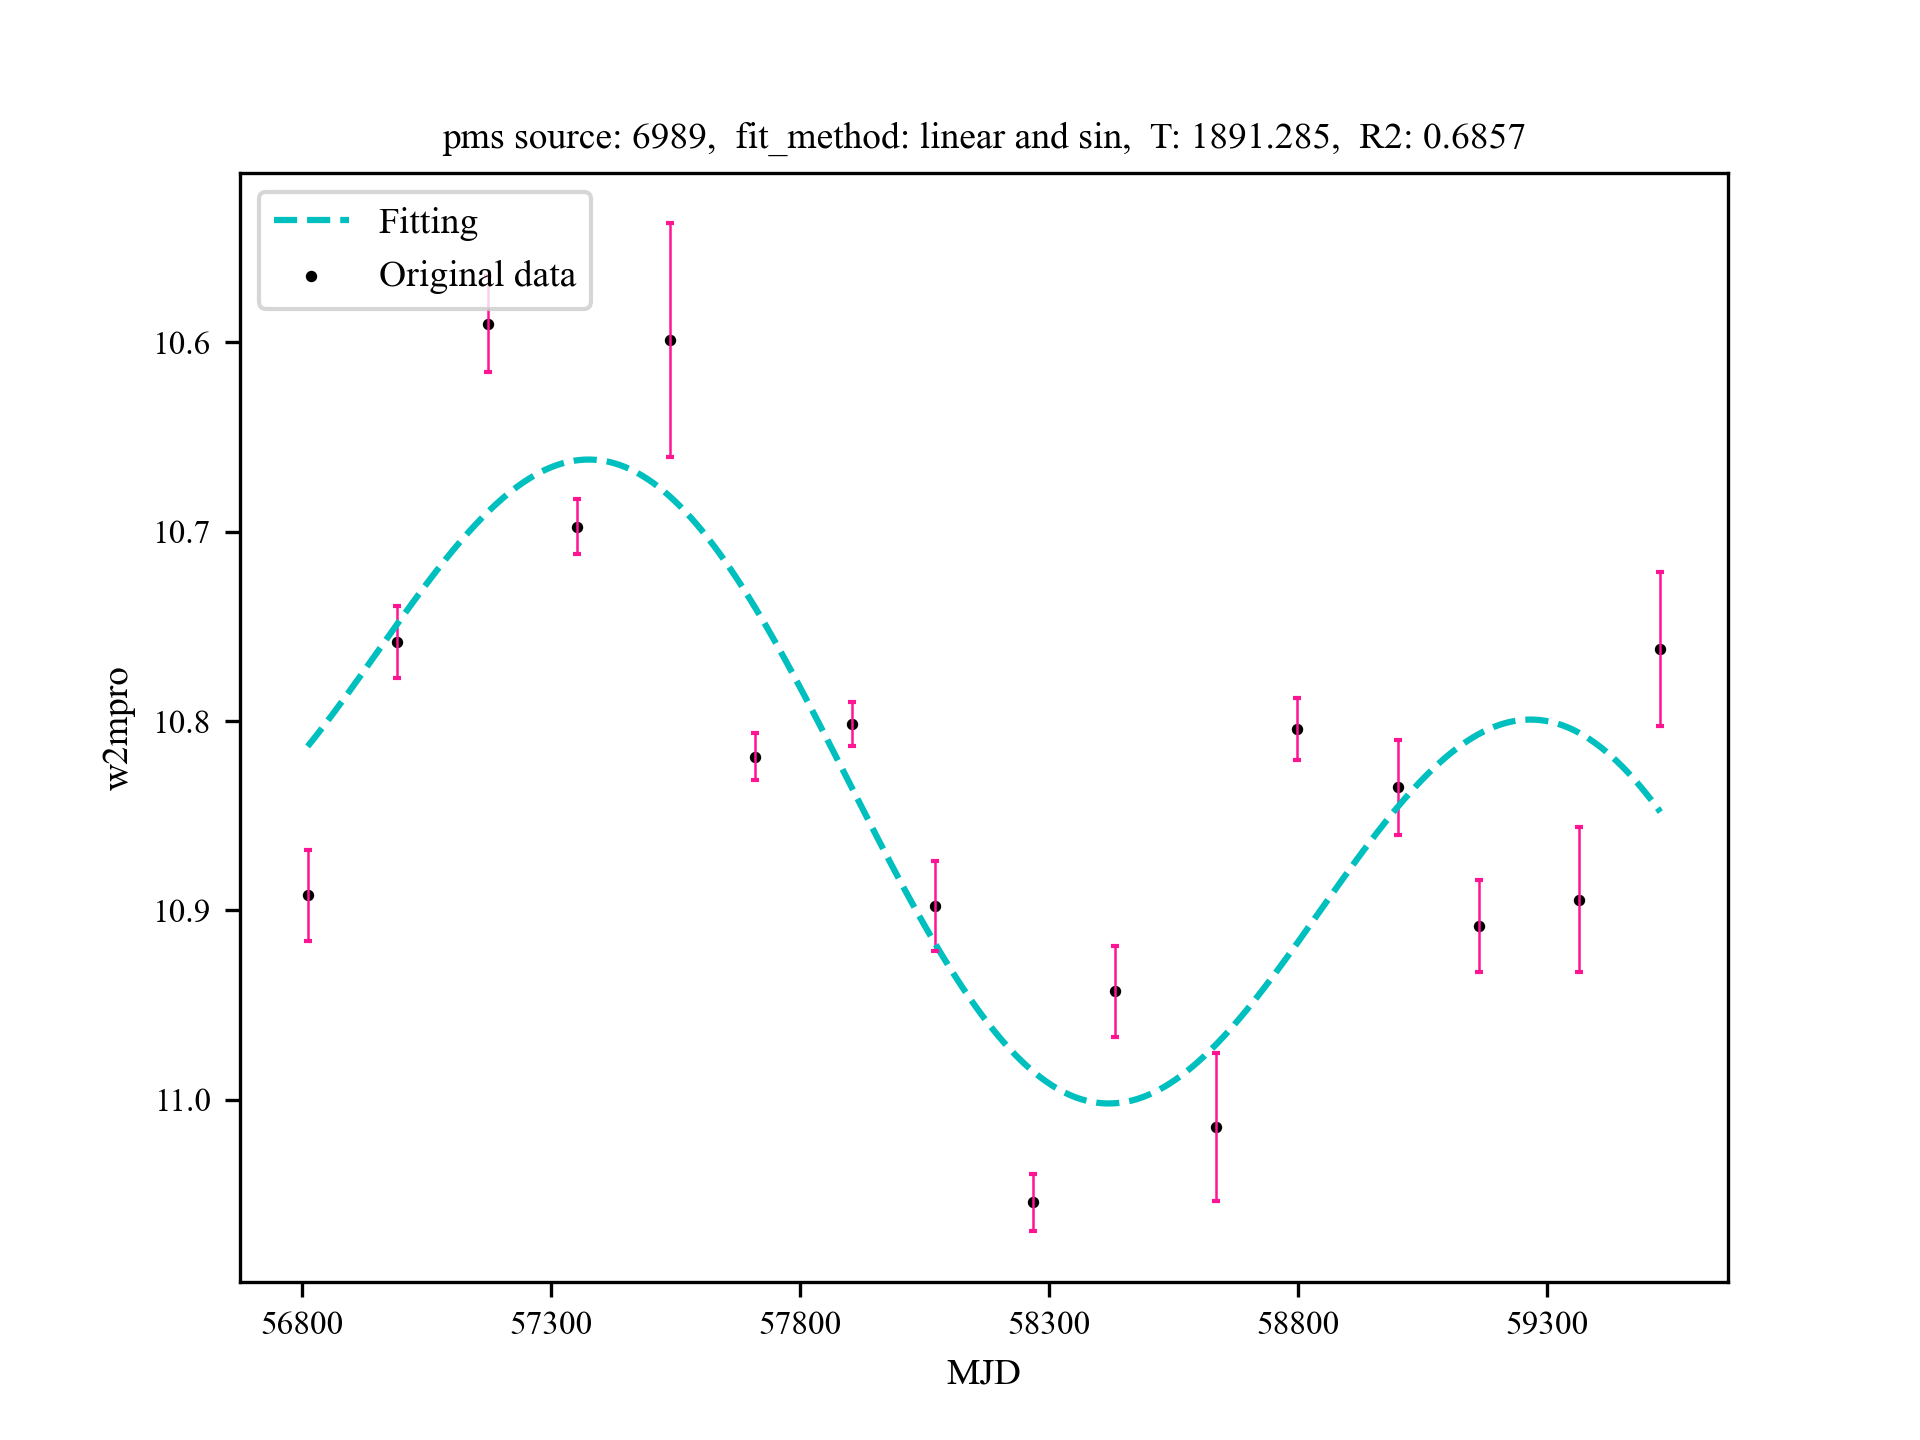 pms source: 6989,  fit_method: linear and sin,  T: 1891.285,  R2: 0.6857
Fitting
Original data
10.6
10.7
10.8
10.9
11.0
w2mpro
56800 57300 57800 58300 58800 59300
MJD